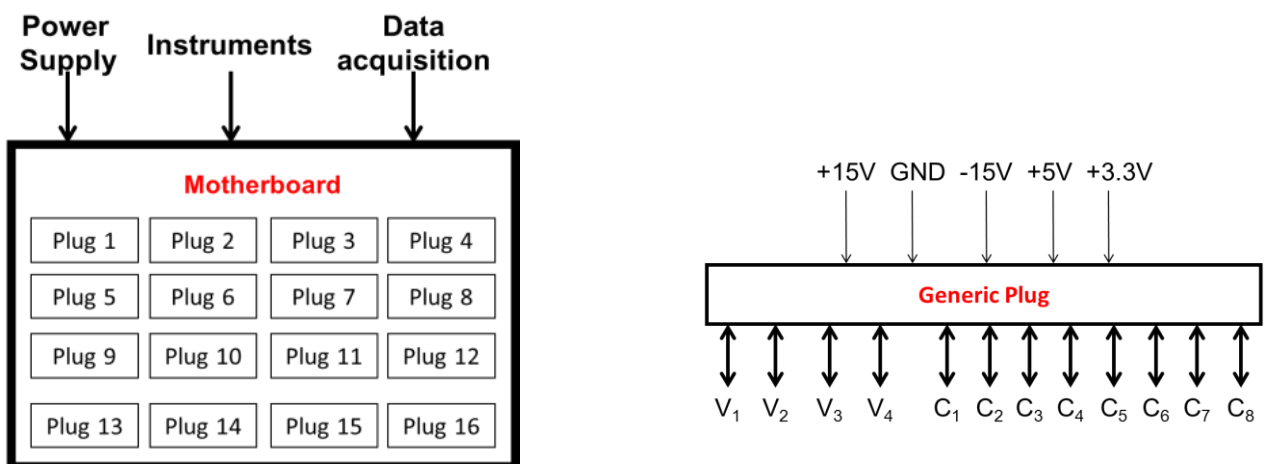 Power
Supply
Instruments
Data
acquisition
Motherboard
Plug 1 Plug 2 Plug 3 Plug 4
Plug 5 Plug 6 Plug 7 Plug 8
Plug 9 Plug 10 Plug 11 Plug 12
Plug 13 Plug 14 Plug 15 Plug 16
+15V GND -15V +5V +3.3V
Generic Plug
V₁ V₂ V₃ V₄ C₁ C₂ C₃ C₄ C₅ C₆ C₇ C₈